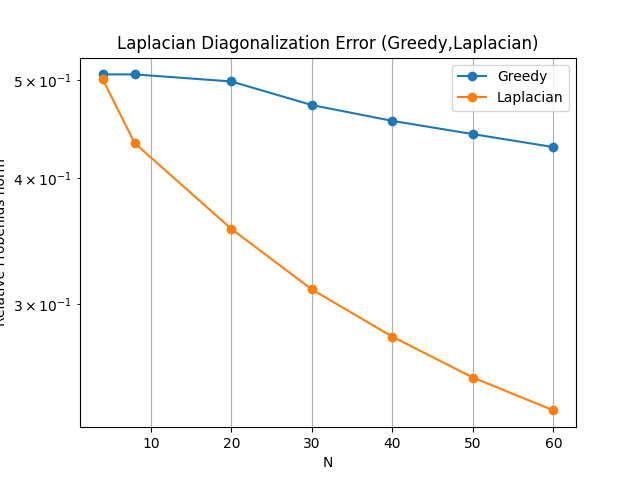 Laplacian Diagonalization Error (Greedy,Laplacian)
Greedy
Laplacian
5 × 10⁻¹
4 × 10⁻¹
3 × 10⁻¹
Relative Frobenius norm
10 20 30 40 50 60
N